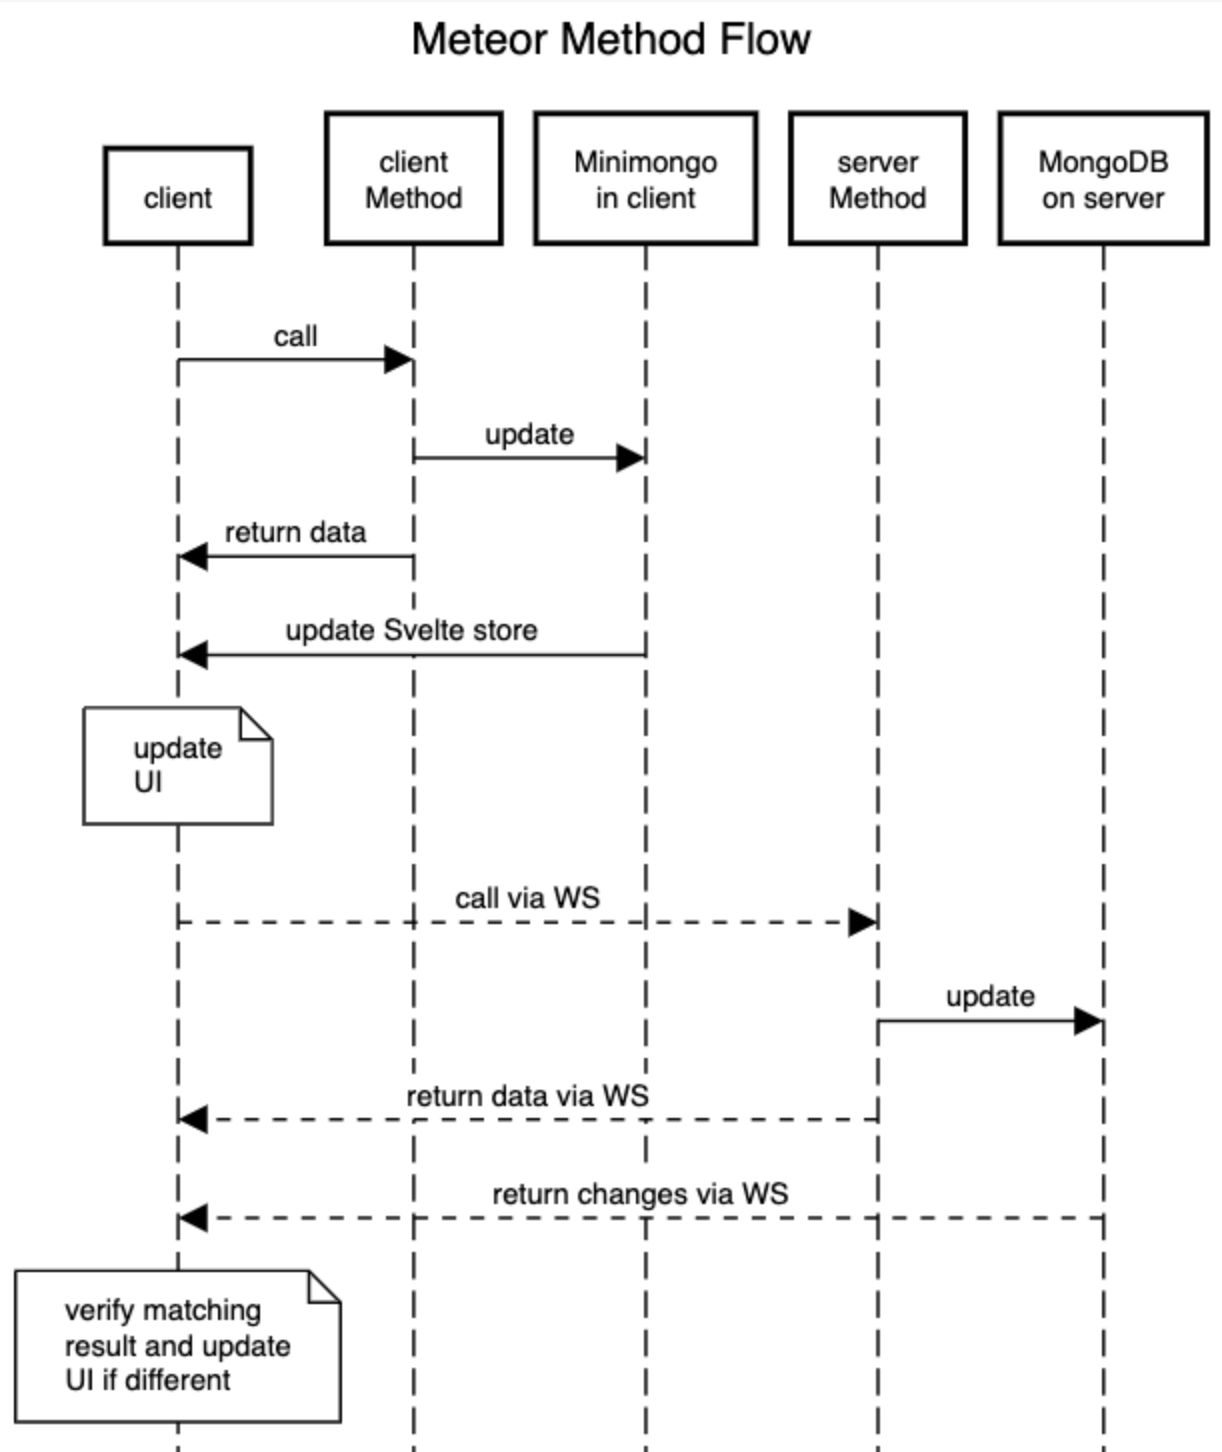 Meteor Method Flow
client
client
Method
Minimongo
in client
server
Method
MongoDB
on server
call
update
return data
update Svelte store
update
UI
call via WS
update
return data via WS
return changes via WS
verify matching
result and update
UI if different